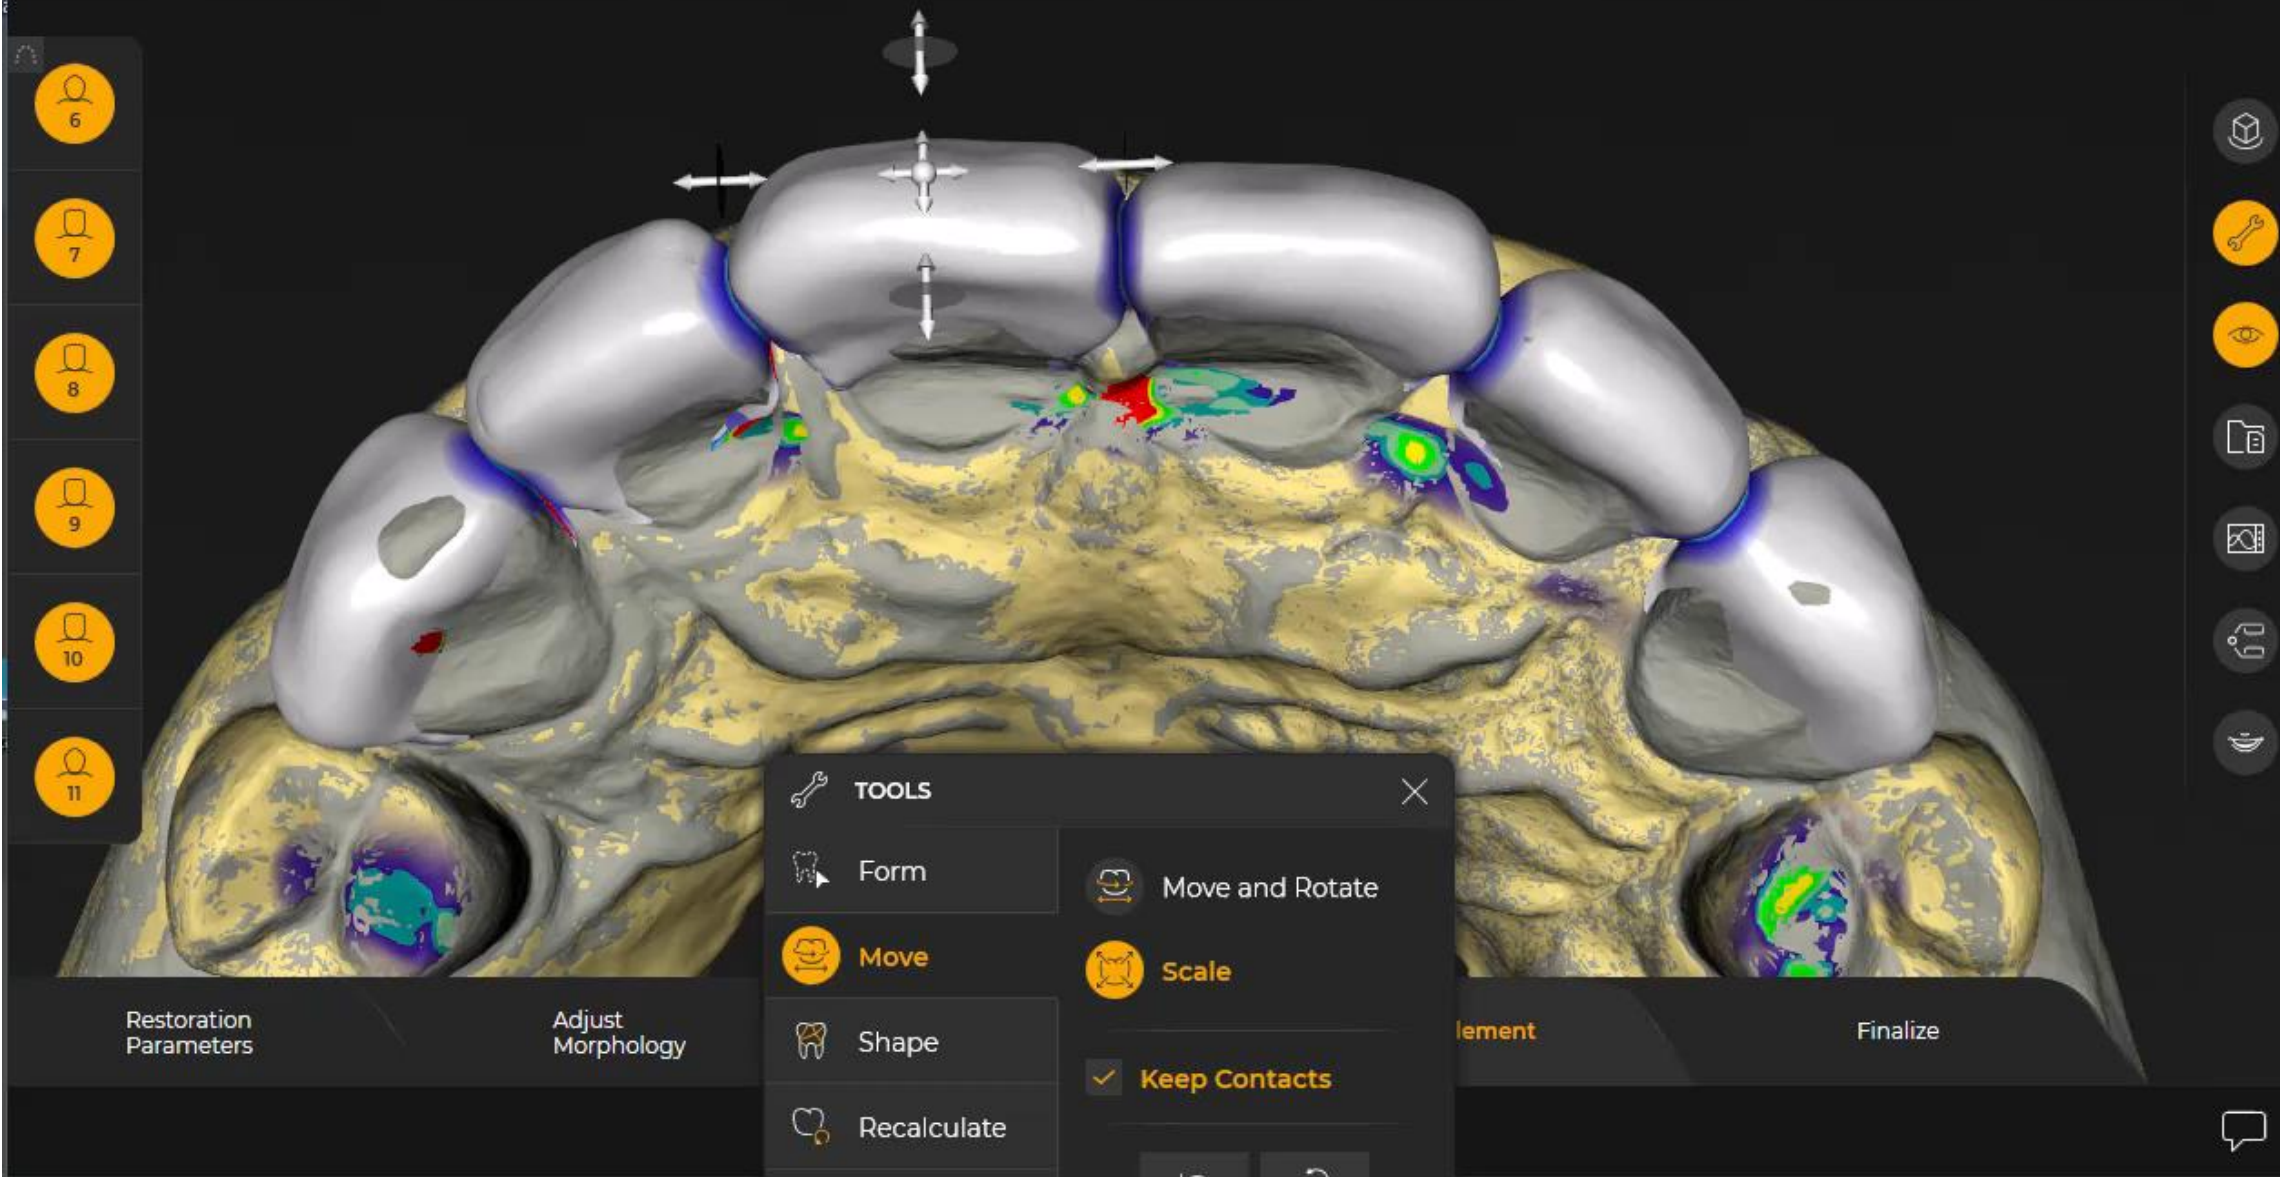 6
7
8
9
10
11
TOOLS
Form
Move
Shape
Recalculate
Move and Rotate
Scale
Keep Contacts
Restoration
Parameters
Adjust
Morphology
lement
Finalize